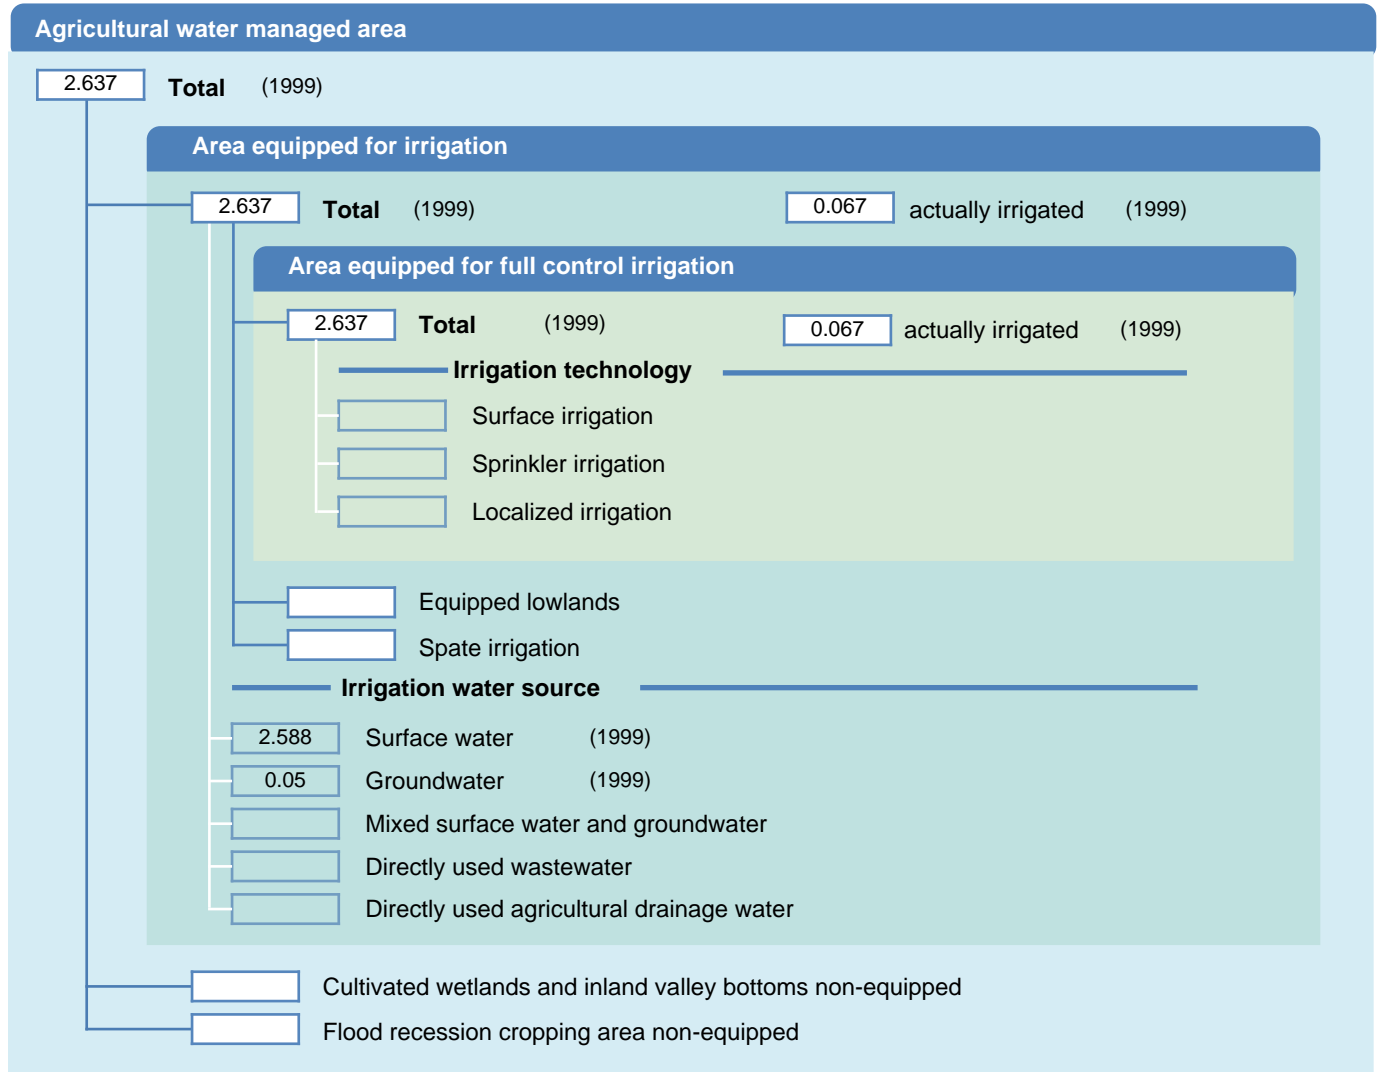 Agricultural water managed area
2.637 Total (1999)
Area equipped for irrigation
2.637 Total (1999) 0.067 actually irrigated (1999)
Area equipped for full control irrigation
2.637 Total (1999) 0.067 actually irrigated (1999)
Irrigation technology
Surface irrigation
Sprinkler irrigation
Localized irrigation
Equipped lowlands
Spate irrigation
Irrigation water source
2.588 Surface water (1999)
0.05 Groundwater (1999)
Mixed surface water and groundwater
Directly used wastewater
Directly used agricultural drainage water
Cultivated wetlands and inland valley bottoms non-equipped
Flood recession cropping area non-equipped